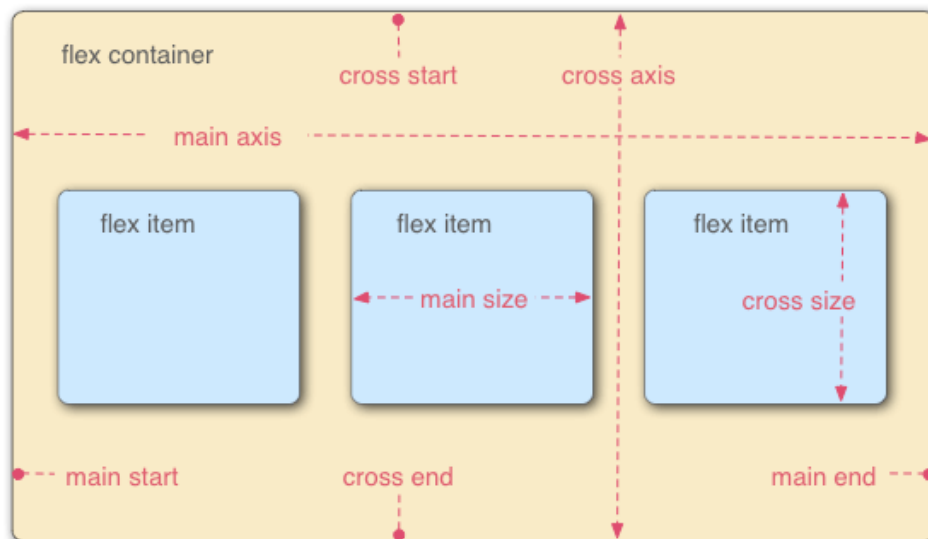 flex container
cross start
cross axis
main axis
flex item
flex item
flex item
main size
cross size
main start
cross end
main end